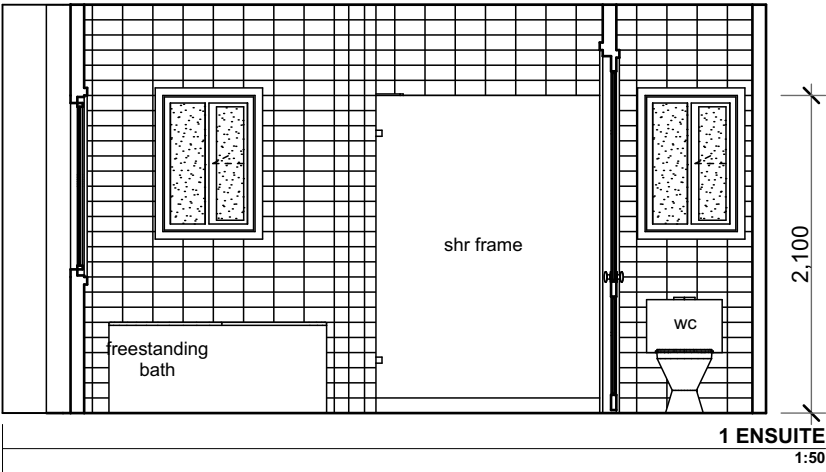 shr frame
2,100
wc
freestanding
bath
1 ENSUITE
1:50